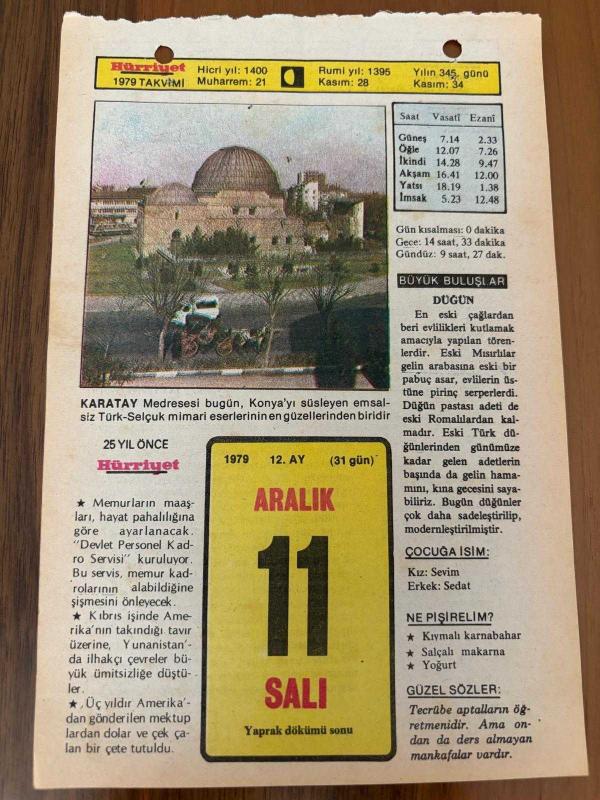 Hürriyet
1979 TAKVİMİ
Hicri yıl: 1400
Muharrem: 21
Rumi yıl: 1395
Kasım: 28
Yılın 345. günü
Kasım: 34
Saat Vasatî Ezanî
Güneş 7.14 2.33
Öğle 12.07 7.26
İkindi 14.28 9.47
Akşam 16.41 12.00
Yatsı 18.19 1.38
İmsak 5.23 12.48
Gün kısalması: 0 dakika
Gece: 14 saat, 33 dakika
Gündüz: 9 saat, 27 dak.
KARATAY Medresesi bugün, Konya'yı süsleyen emsal-
siz Türk-Selçuk mimari eserlerinin en güzellerinden biridir
25 YIL ÖNCE
Hürriyet
★ Memurların maaş-
ları, hayat pahalılığına
göre ayarlanacak.
"Devlet Personel Kad-
ro Servisi" kuruluyor.
Bu servis, memur kad-
rolarının alabildiğine
şişmesini önleyecek.
★ Kıbrıs işinde Ame-
rika'nın takındığı tavır
üzerine, Yunanistan'-
da ilhakçı çevreler bü-
yük ümitsizliğe düştü-
ler.
★ Üç yıldır Amerika'-
dan gönderilen mektup
lardan dolar ve çek ça-
lan bir çete tutuldu.
1979 12. AY (31 gün)
ARALIK
11
SALI
Yaprak dökümü sonu
BÜYÜK BULUŞLAR
DÜĞÜN
En eski çağlardan
beri evlilikleri kutlamak
amacıyla yapılan tören-
lerdir. Eski Mısırlılar
gelin arabasına eski bir
pabuç asar, evlilerin üs-
tüne pirinç serperlerdi.
Düğün pastası adeti de
eski Romalılardan kal-
madır. Eski Türk dü-
ğünlerinden günümüze
kadar gelen adetlerin
başında da gelin hama-
mını, kına gecesini saya-
biliriz. Bugün düğünler
çok daha sadeleştirilip,
modernleştirilmiştir.
ÇOCUĞA İSİM:
Kız: Sevim
Erkek: Sedat
NE PİŞİRELİM?
★ Kıymalı karnabahar
★ Salçalı makarna
★ Yoğurt
GÜZEL SÖZLER:
Tecrübe aptalların öğ-
retmenidir. Ama on-
dan da ders almayan
mankafalar vardır.